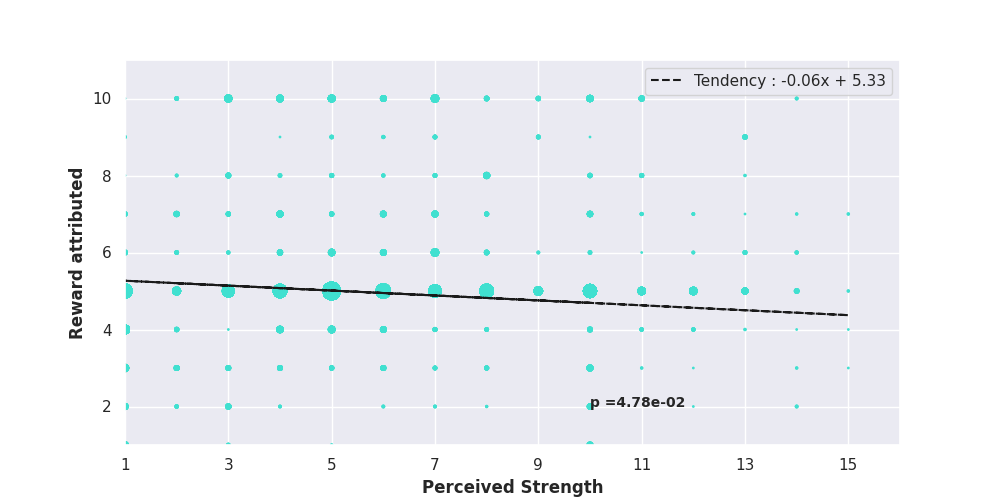 Tendency : -0.06x + 5.33
10
8
6
4
2
Reward attributed
p =4.78e-02
1 3 5 7 9 11 13 15
Perceived Strength